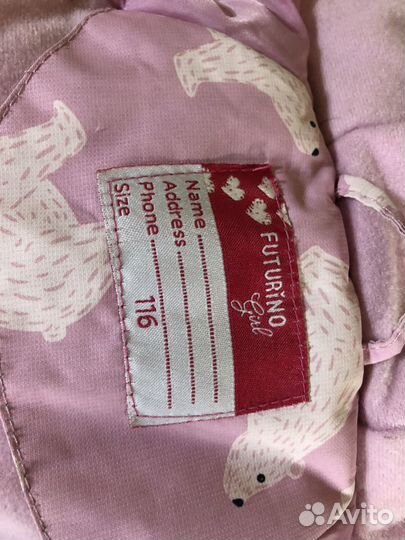 FUTURiNO
Girl
Name ....................
Address ....................
Phone ....................
Size 116
Avito